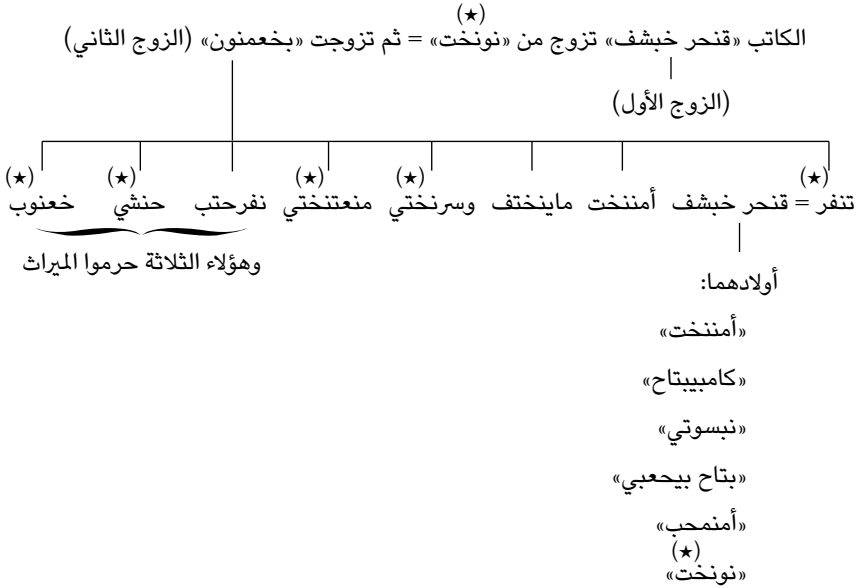 (★)
الكاتب «قنحر خبشف» تزوج من «نونخت» = ثم تزوجت «بخعمنون» (الزوج الثاني)
(الزوج الأول)
(★) (★) (★) (★) (★)
تنفر = قنحر خبشف أمننخت ماينختف وسرنختي منعتنختي نفرحتب حنشي خعنوب
وهؤلاء الثلاثة حرموا الميراث
أولادهما:
«أمننخت»
«كامبيبتاح»
«نبسوتي»
«بتاح بيحعبي»
«أمنمحب»
(★)
«نونخت»